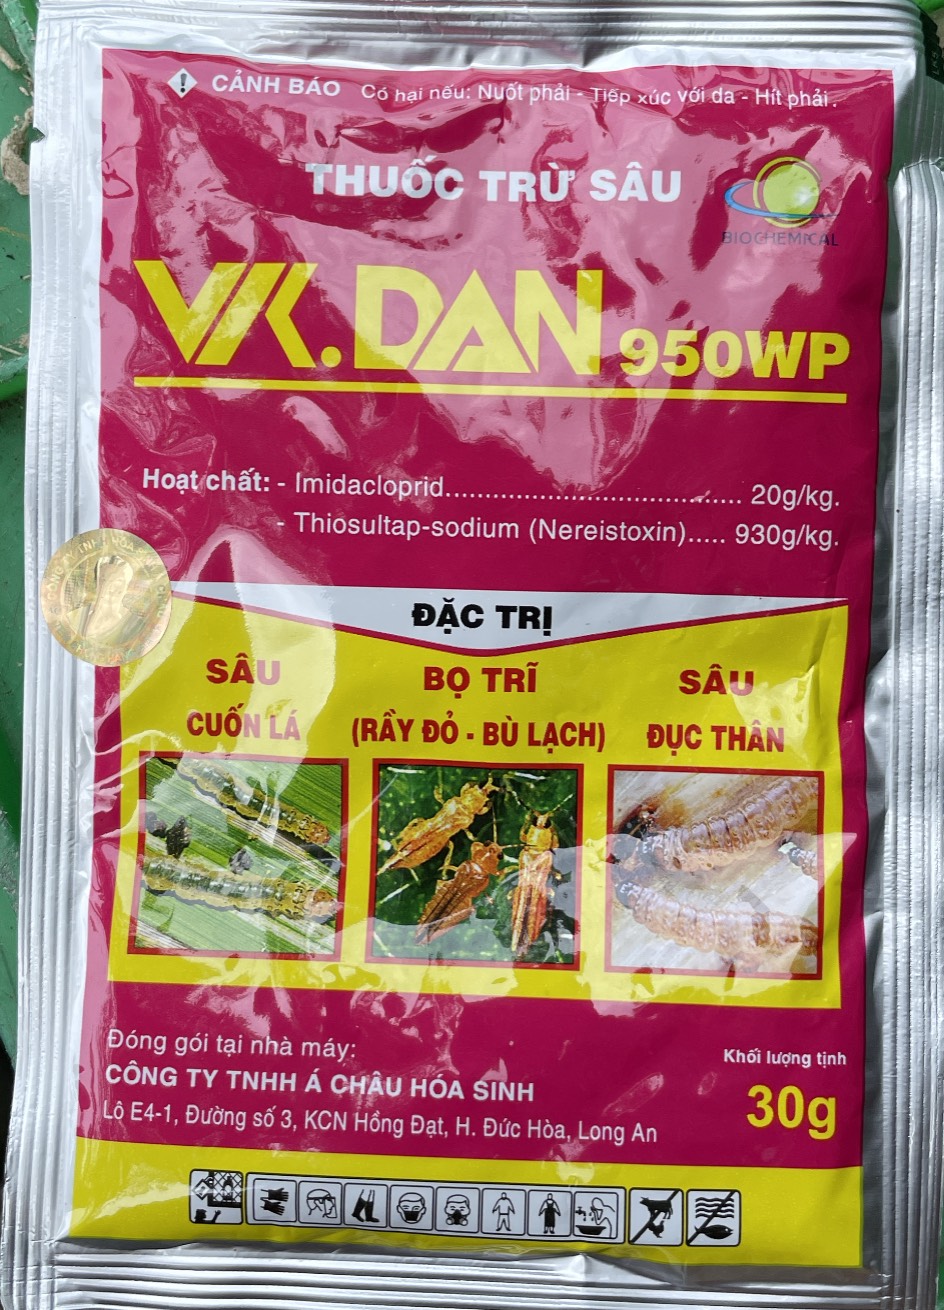 CẢNH BÁO Có hại nếu: Nuốt phải - Tiếp xúc với da - Hít phải.
THUỐC TRỪ SÂU
BIOCHEMICAL
VK.DAN 950WP
Hoạt chất: - Imidacloprid..................................... 20g/kg.
- Thiosultap-sodium (Nereistoxin)..... 930g/kg.
ĐẶC TRỊ
SÂU CUỐN LÁ
BỌ TRĨ (RẦY ĐỎ - BÙ LẠCH)
SÂU ĐỤC THÂN
Đóng gói tại nhà máy:
CÔNG TY TNHH Á CHÂU HÓA SINH
Lô E4-1, Đường số 3, KCN Hồng Đạt, H. Đức Hòa, Long An
Khối lượng tịnh
30g